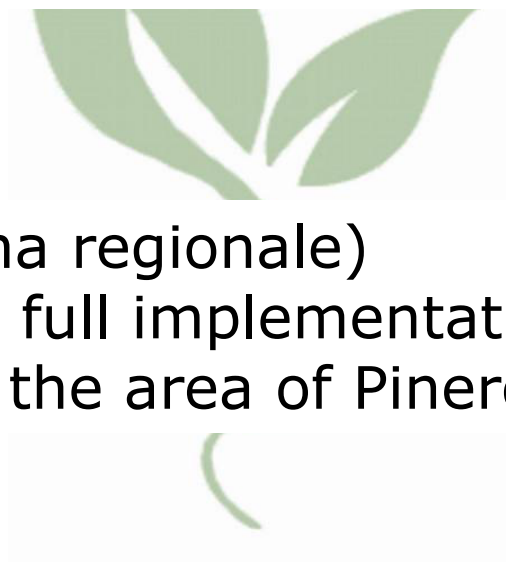 na regionale)
full implementat
the area of Piner